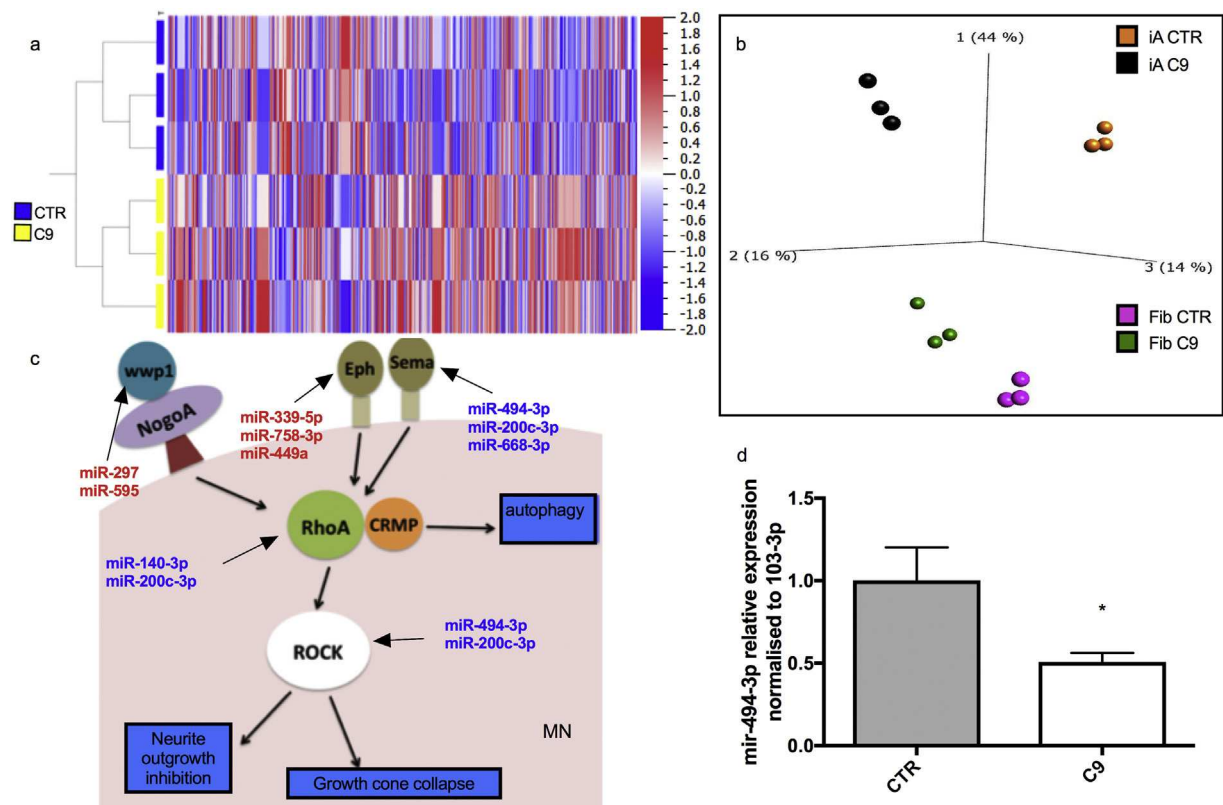 a
2.0
1.8
1.6
1.4
1.2
1.0
0.8
0.6
0.4
0.2
0.0
-0.2
-0.4
-0.6
-0.8
-1.0
-1.2
-1.4
-1.6
-1.8
-2.0
CTR
C9
b
1 (44 %)
2 (16 %)
3 (14 %)
iA CTR
iA C9
Fib CTR
Fib C9
c
wwp1
NogoA
Eph
Sema
miR-297
miR-595
miR-339-5p
miR-758-3p
miR-449a
miR-494-3p
miR-200c-3p
miR-668-3p
RhoA
CRMP
autophagy
miR-140-3p
miR-200c-3p
ROCK
miR-494-3p
miR-200c-3p
Neurite
outgrowth
inhibition
Growth cone collapse
MN
d
mir-494-3p relative expression
normalised to 103-3p
1.5
1.0
0.5
0.0
*
CTR
C9